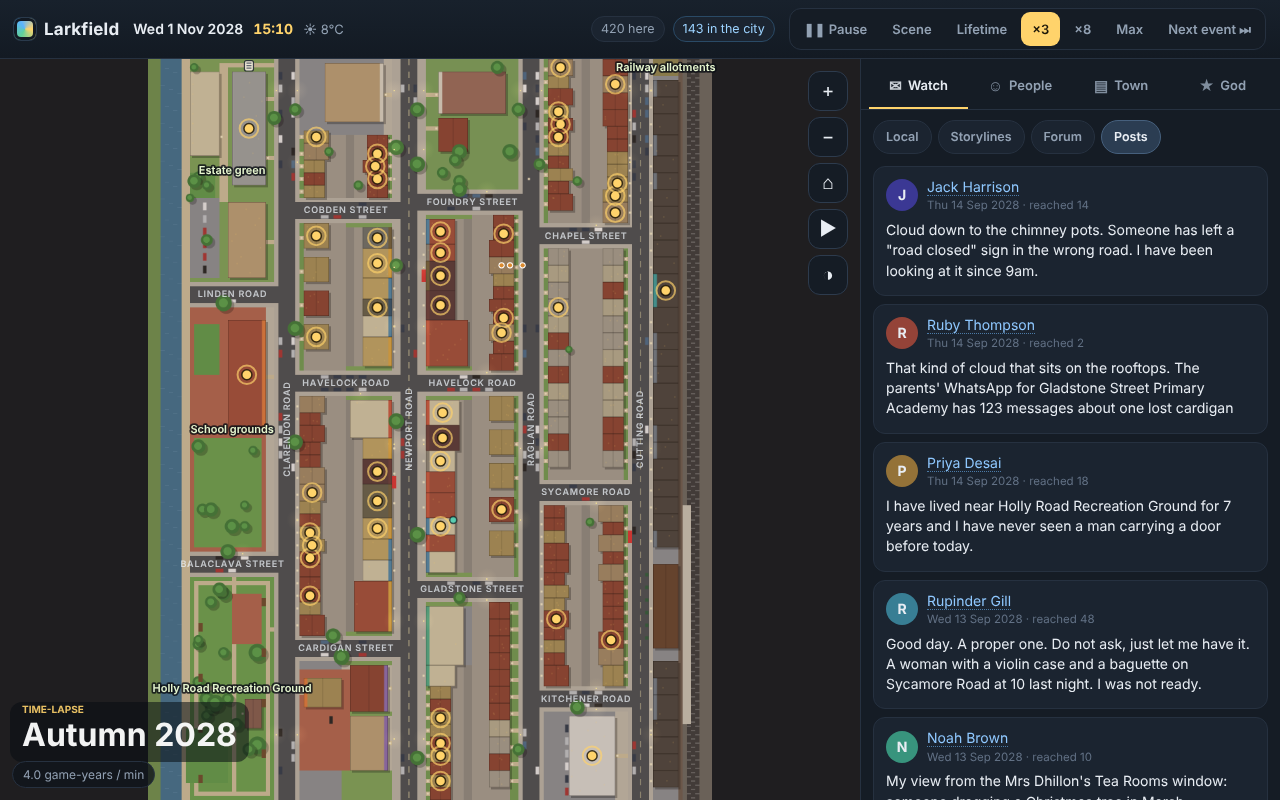 Larkfield
Wed 1 Nov 2028
15:10
8°C
420 here
143 in the city
Pause
Scene
Lifetime
×3
×8
Max
Next event
Railway allotments
Estate green
COBDEN STREET
FOUNDRY STREET
CHAPEL STREET
LINDEN ROAD
HAVELOCK ROAD
HAVELOCK ROAD
CLARENDON ROAD
NEWPORT ROAD
RAGLAN ROAD
CUTTING ROAD
School grounds
SYCAMORE ROAD
BALACLAVA STREET
GLADSTONE STREET
CARDIGAN STREET
Holly Road Recreation Ground
KITCHENER ROAD
TIME-LAPSE
Autumn 2028
4.0 game-years / min
Watch
People
Town
God
Local
Storylines
Forum
Posts
J
Jack Harrison
Thu 14 Sep 2028 · reached 14
Cloud down to the chimney pots. Someone has left a
"road closed" sign in the wrong road. I have been
looking at it since 9am.
R
Ruby Thompson
Thu 14 Sep 2028 · reached 2
That kind of cloud that sits on the rooftops. The
parents' WhatsApp for Gladstone Street Primary
Academy has 123 messages about one lost cardigan
P
Priya Desai
Thu 14 Sep 2028 · reached 18
I have lived near Holly Road Recreation Ground for 7
years and I have never seen a man carrying a door
before today.
R
Rupinder Gill
Wed 13 Sep 2028 · reached 48
Good day. A proper one. Do not ask, just let me have it.
A woman with a violin case and a baguette on
Sycamore Road at 10 last night. I was not ready.
N
Noah Brown
Wed 13 Sep 2028 · reached 10
My view from the Mrs Dhillon's Tea Rooms window:
someone dragging a Christmas tree in March